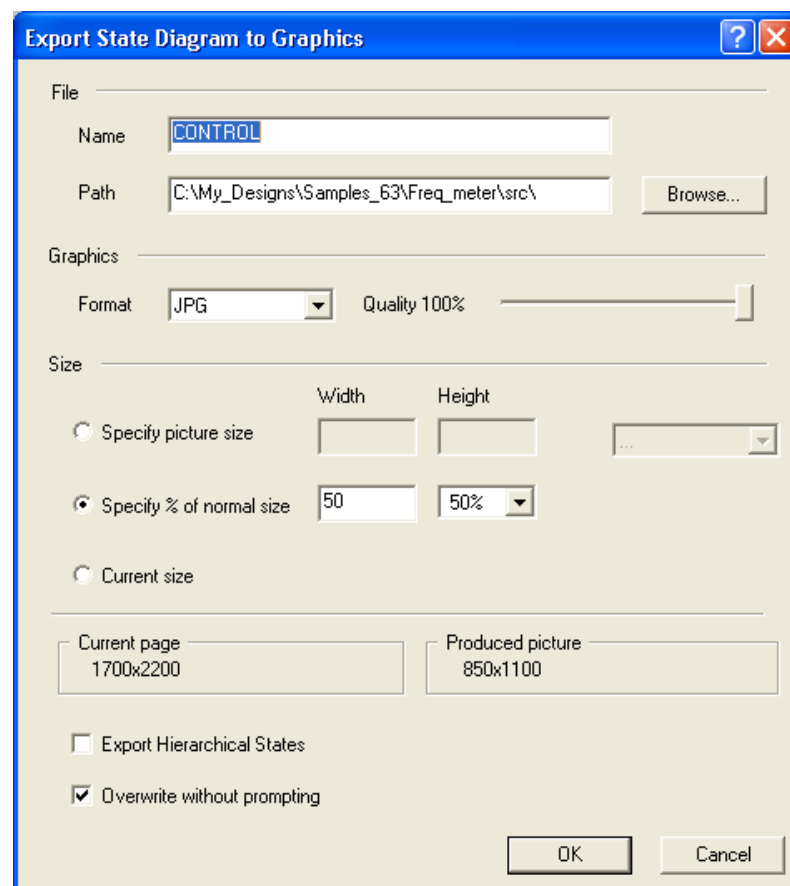 Export State Diagram to Graphics
?
File
Name CONTROL
Path C:\My_Designs\Samples_63\Freq_meter\src\ Browse...
Graphics
Format JPG Quality 100%
Size
Width Height
Specify picture size ...
Specify % of normal size 50 50%
Current size
Current page Produced picture
1700x2200 850x1100
Export Hierarchical States
Overwrite without prompting
OK Cancel